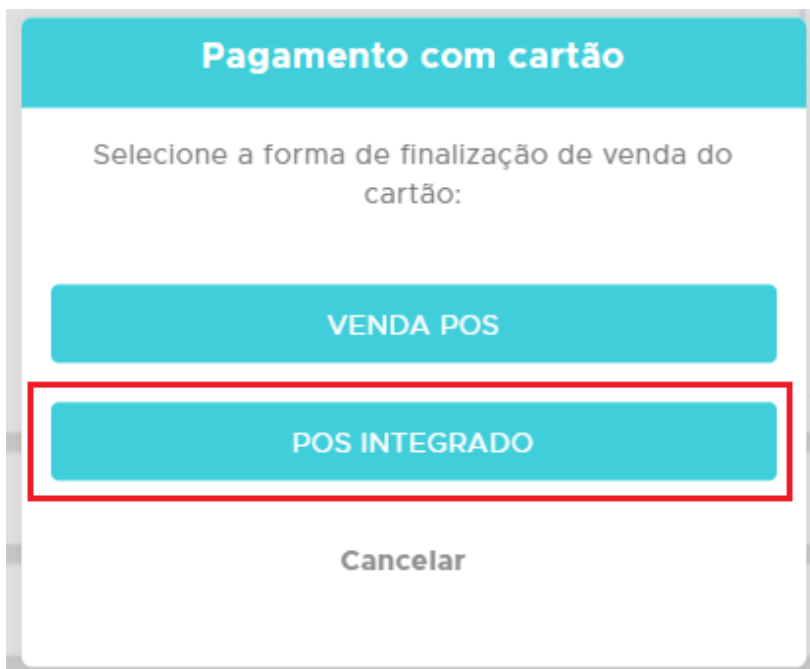 Pagamento com cartão
Selecione a forma de finalização de venda do
cartão:
VENDA POS
POS INTEGRADO
Cancelar